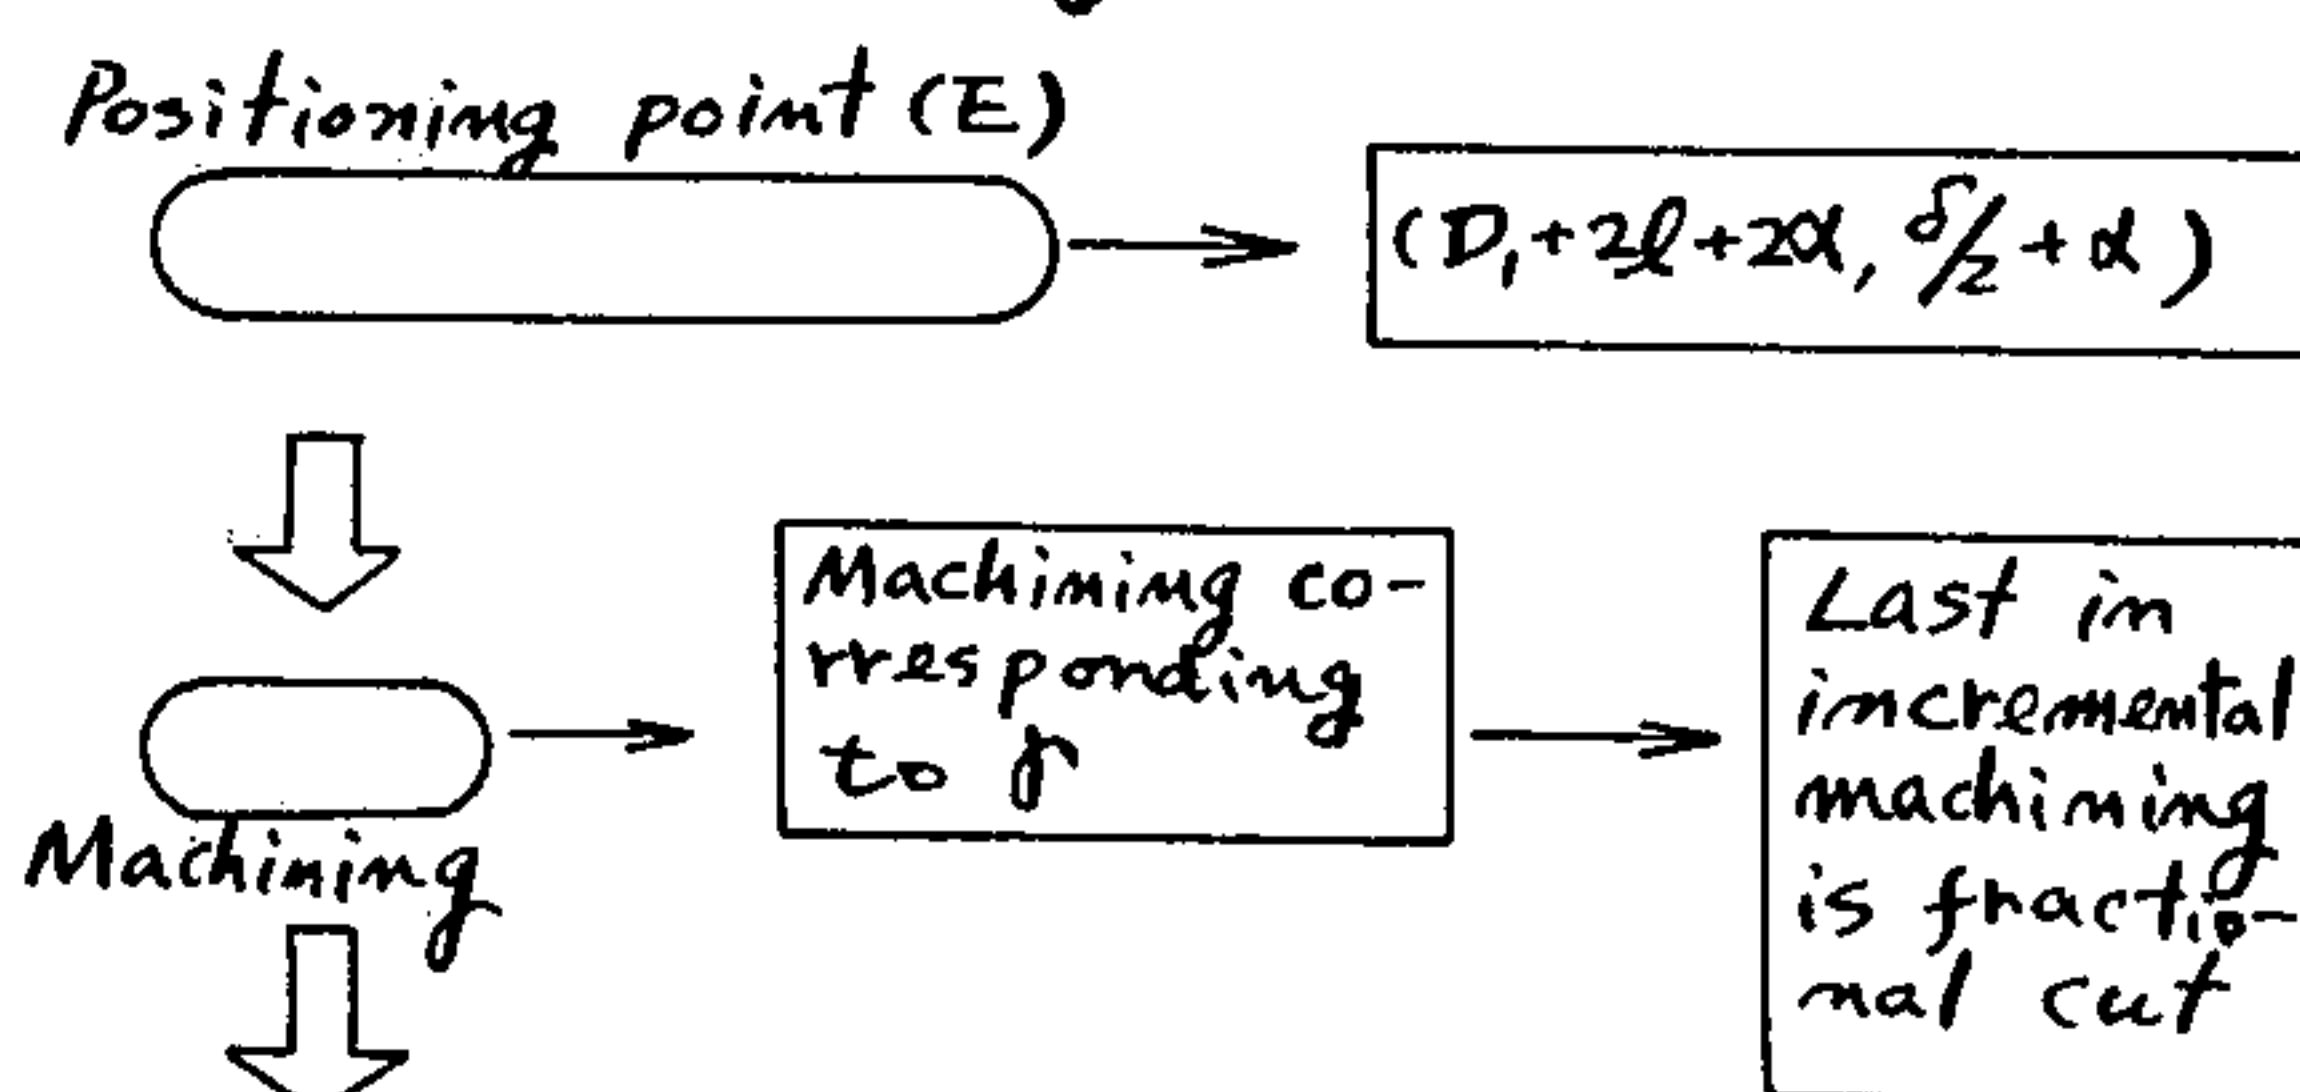 Positioning point (E)
(D₁+2l+2α, δ/2+α)
Machining co-
rresponding
to γ
Last in
incremental
machining
is fractio-
nal cut
Machining